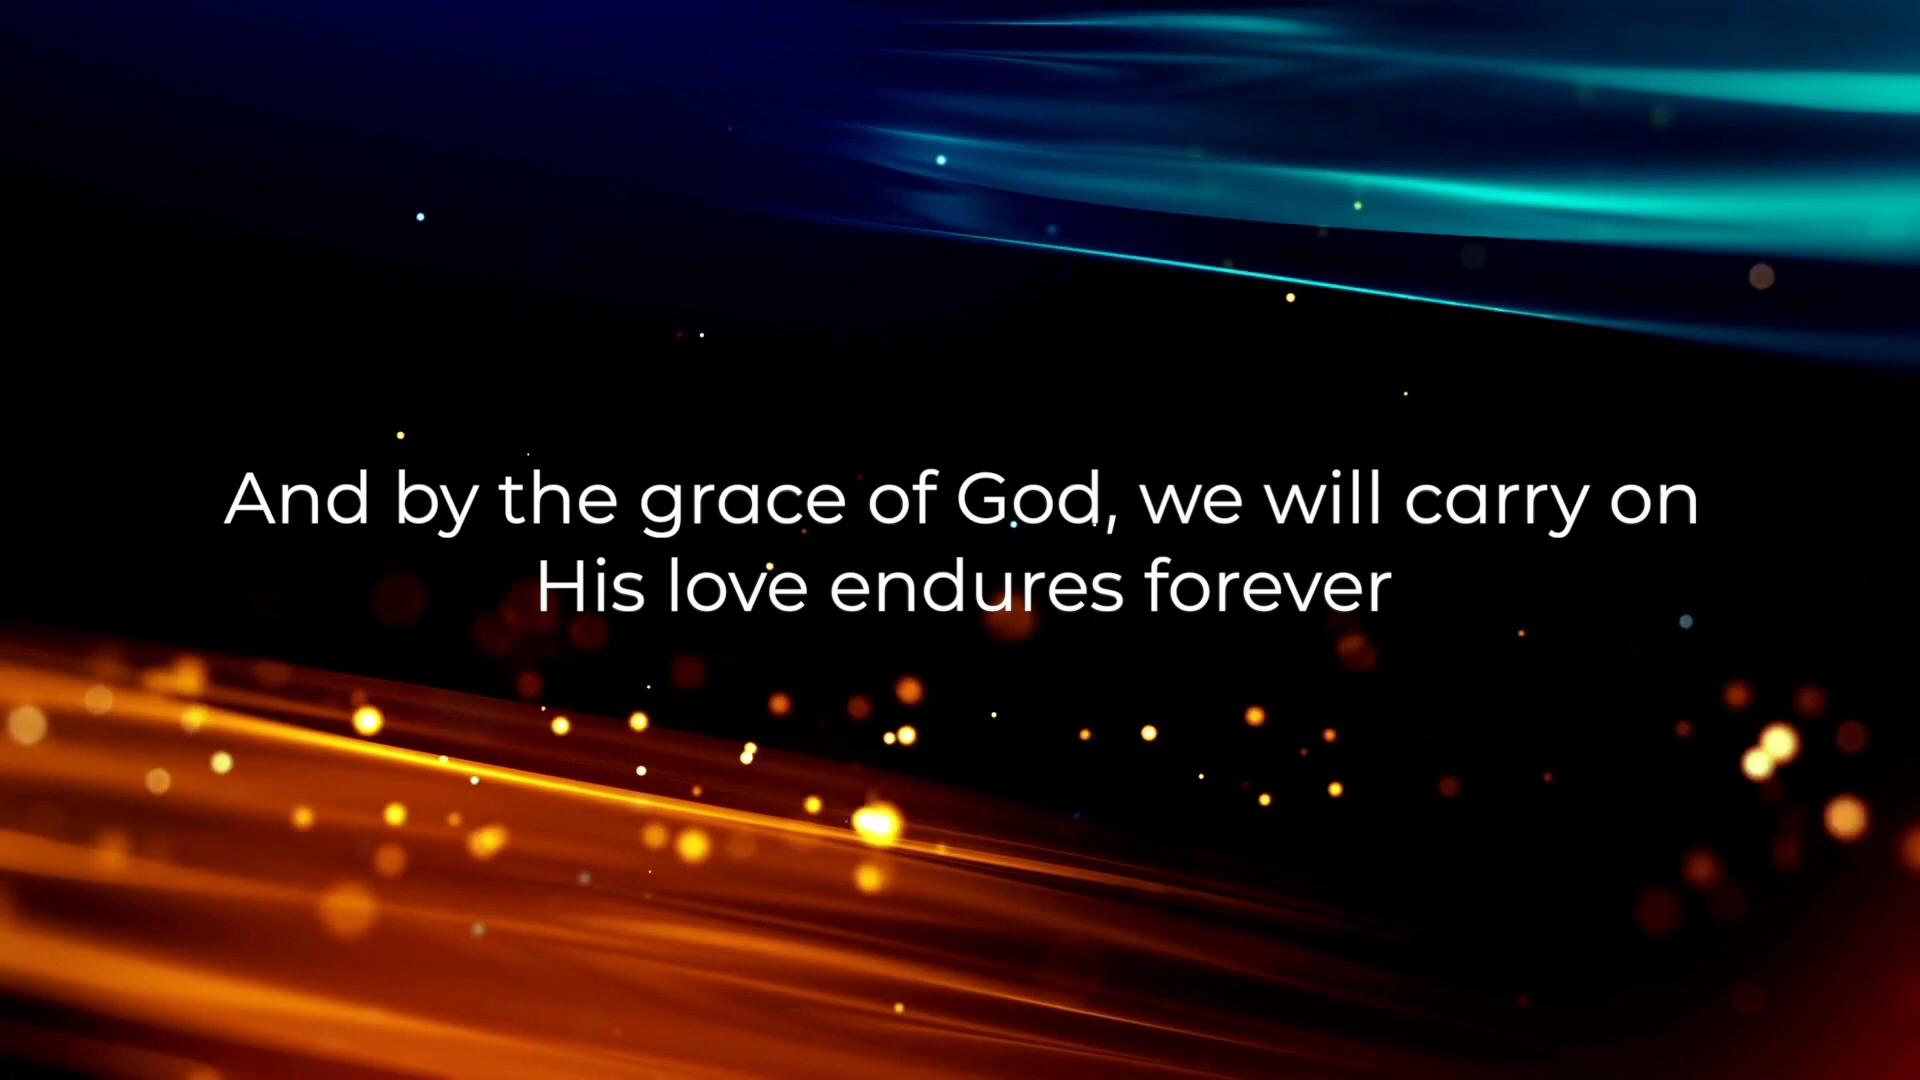 And by the grace of God, we will carry on
His love endures forever